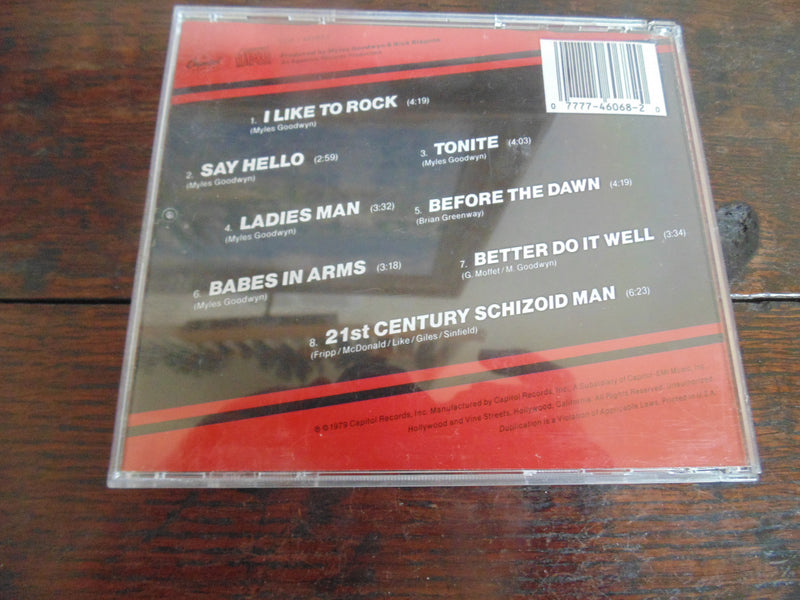 Capitol
Produced by Myles Goodwyn & Nick Blagona
1. I LIKE TO ROCK (4:19)
(Myles Goodwyn)
2. SAY HELLO (2:59)
(Myles Goodwyn)
3. TONITE (4:03)
(Myles Goodwyn)
4. LADIES MAN (3:32)
(Myles Goodwyn)
5. BEFORE THE DAWN (4:19)
(Brian Greenway)
6. BABES IN ARMS (3:18)
(Myles Goodwyn)
7. BETTER DO IT WELL (3:34)
(G. Moffet / M. Goodwyn)
8. 21st CENTURY SCHIZOID MAN (6:23)
(Fripp / McDonald / Like / Giles / Sinfield)
0 7777-46068-2 0
℗ © 1979 Capitol Records, Inc. Manufactured by Capitol Records, Inc., A Subsidiary of Capitol-EMI Music, Inc.
Hollywood and Vine Streets, Hollywood, California. All Rights Reserved. Unauthorized
Duplication is a Violation of Applicable Laws. Printed in U.S.A.